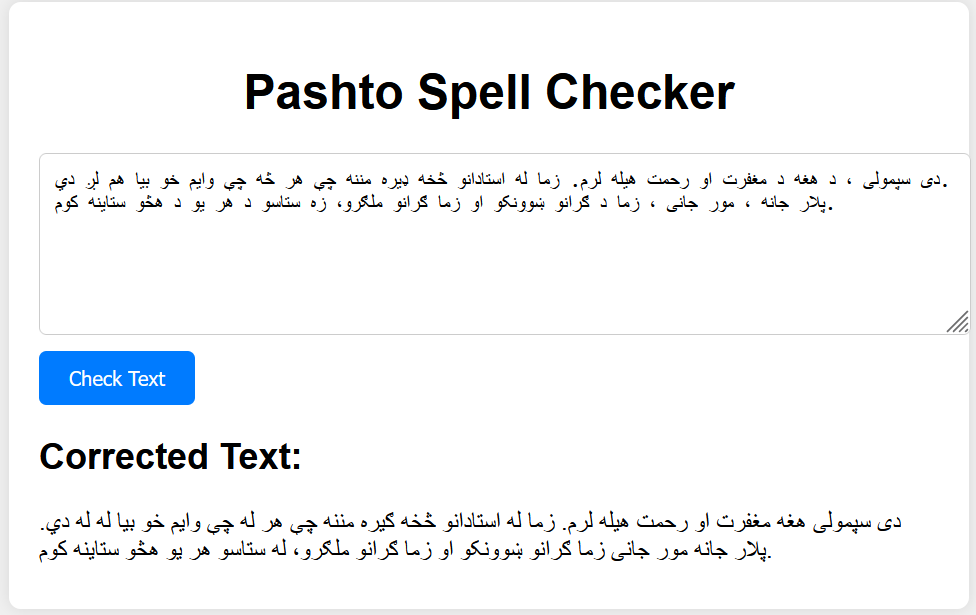 Pashto Spell Checker
دی سپمولی ، د هغه د مغفرت او رحمت هیله لرم. زما له استادانو څخه ډیره مننه چې هر څه چې وایم خو بیا هم لږ دي.
پلار جانه ، مور جانی ، زما د ګرانو ښوونکو او زما ګرانو ملګرو، زه ستاسو د هر یو د هڅو ستاینه کوم.
Check Text
Corrected Text:
دی سپمولی هغه مغفرت او رحمت هیله لرم. زما له استادانو څخه ګیره مننه چې هر له چې وایم خو بیا له له دي.
پلار جانه مور جانی زما ګرانو ښوونکو او زما ګرانو ملګرو، له ستاسو هر یو هڅو ستاینه کوم.